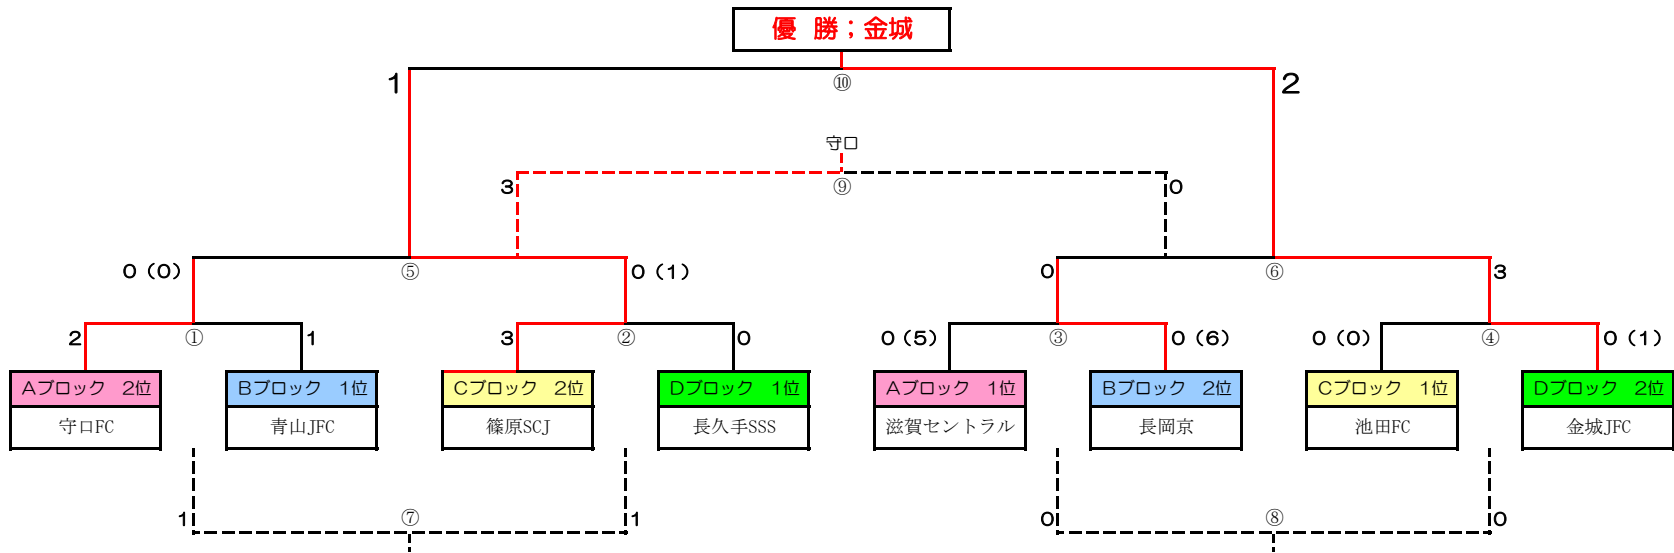 優 勝；金城
1
⑩
2
守口
3
⑨
0
0（0）
⑤
0（1）
0
⑥
3
2
①
1
3
②
0
0（5）
③
0（6）
0（0）
④
0（1）
Aブロック 2位
Bブロック 1位
Cブロック 2位
Dブロック 1位
Aブロック 1位
Bブロック 2位
Cブロック 1位
Dブロック 2位
守口FC
青山JFC
篠原SCJ
長久手SSS
滋賀セントラル
長岡京
池田FC
金城JFC
1
⑦
1
0
⑧
0